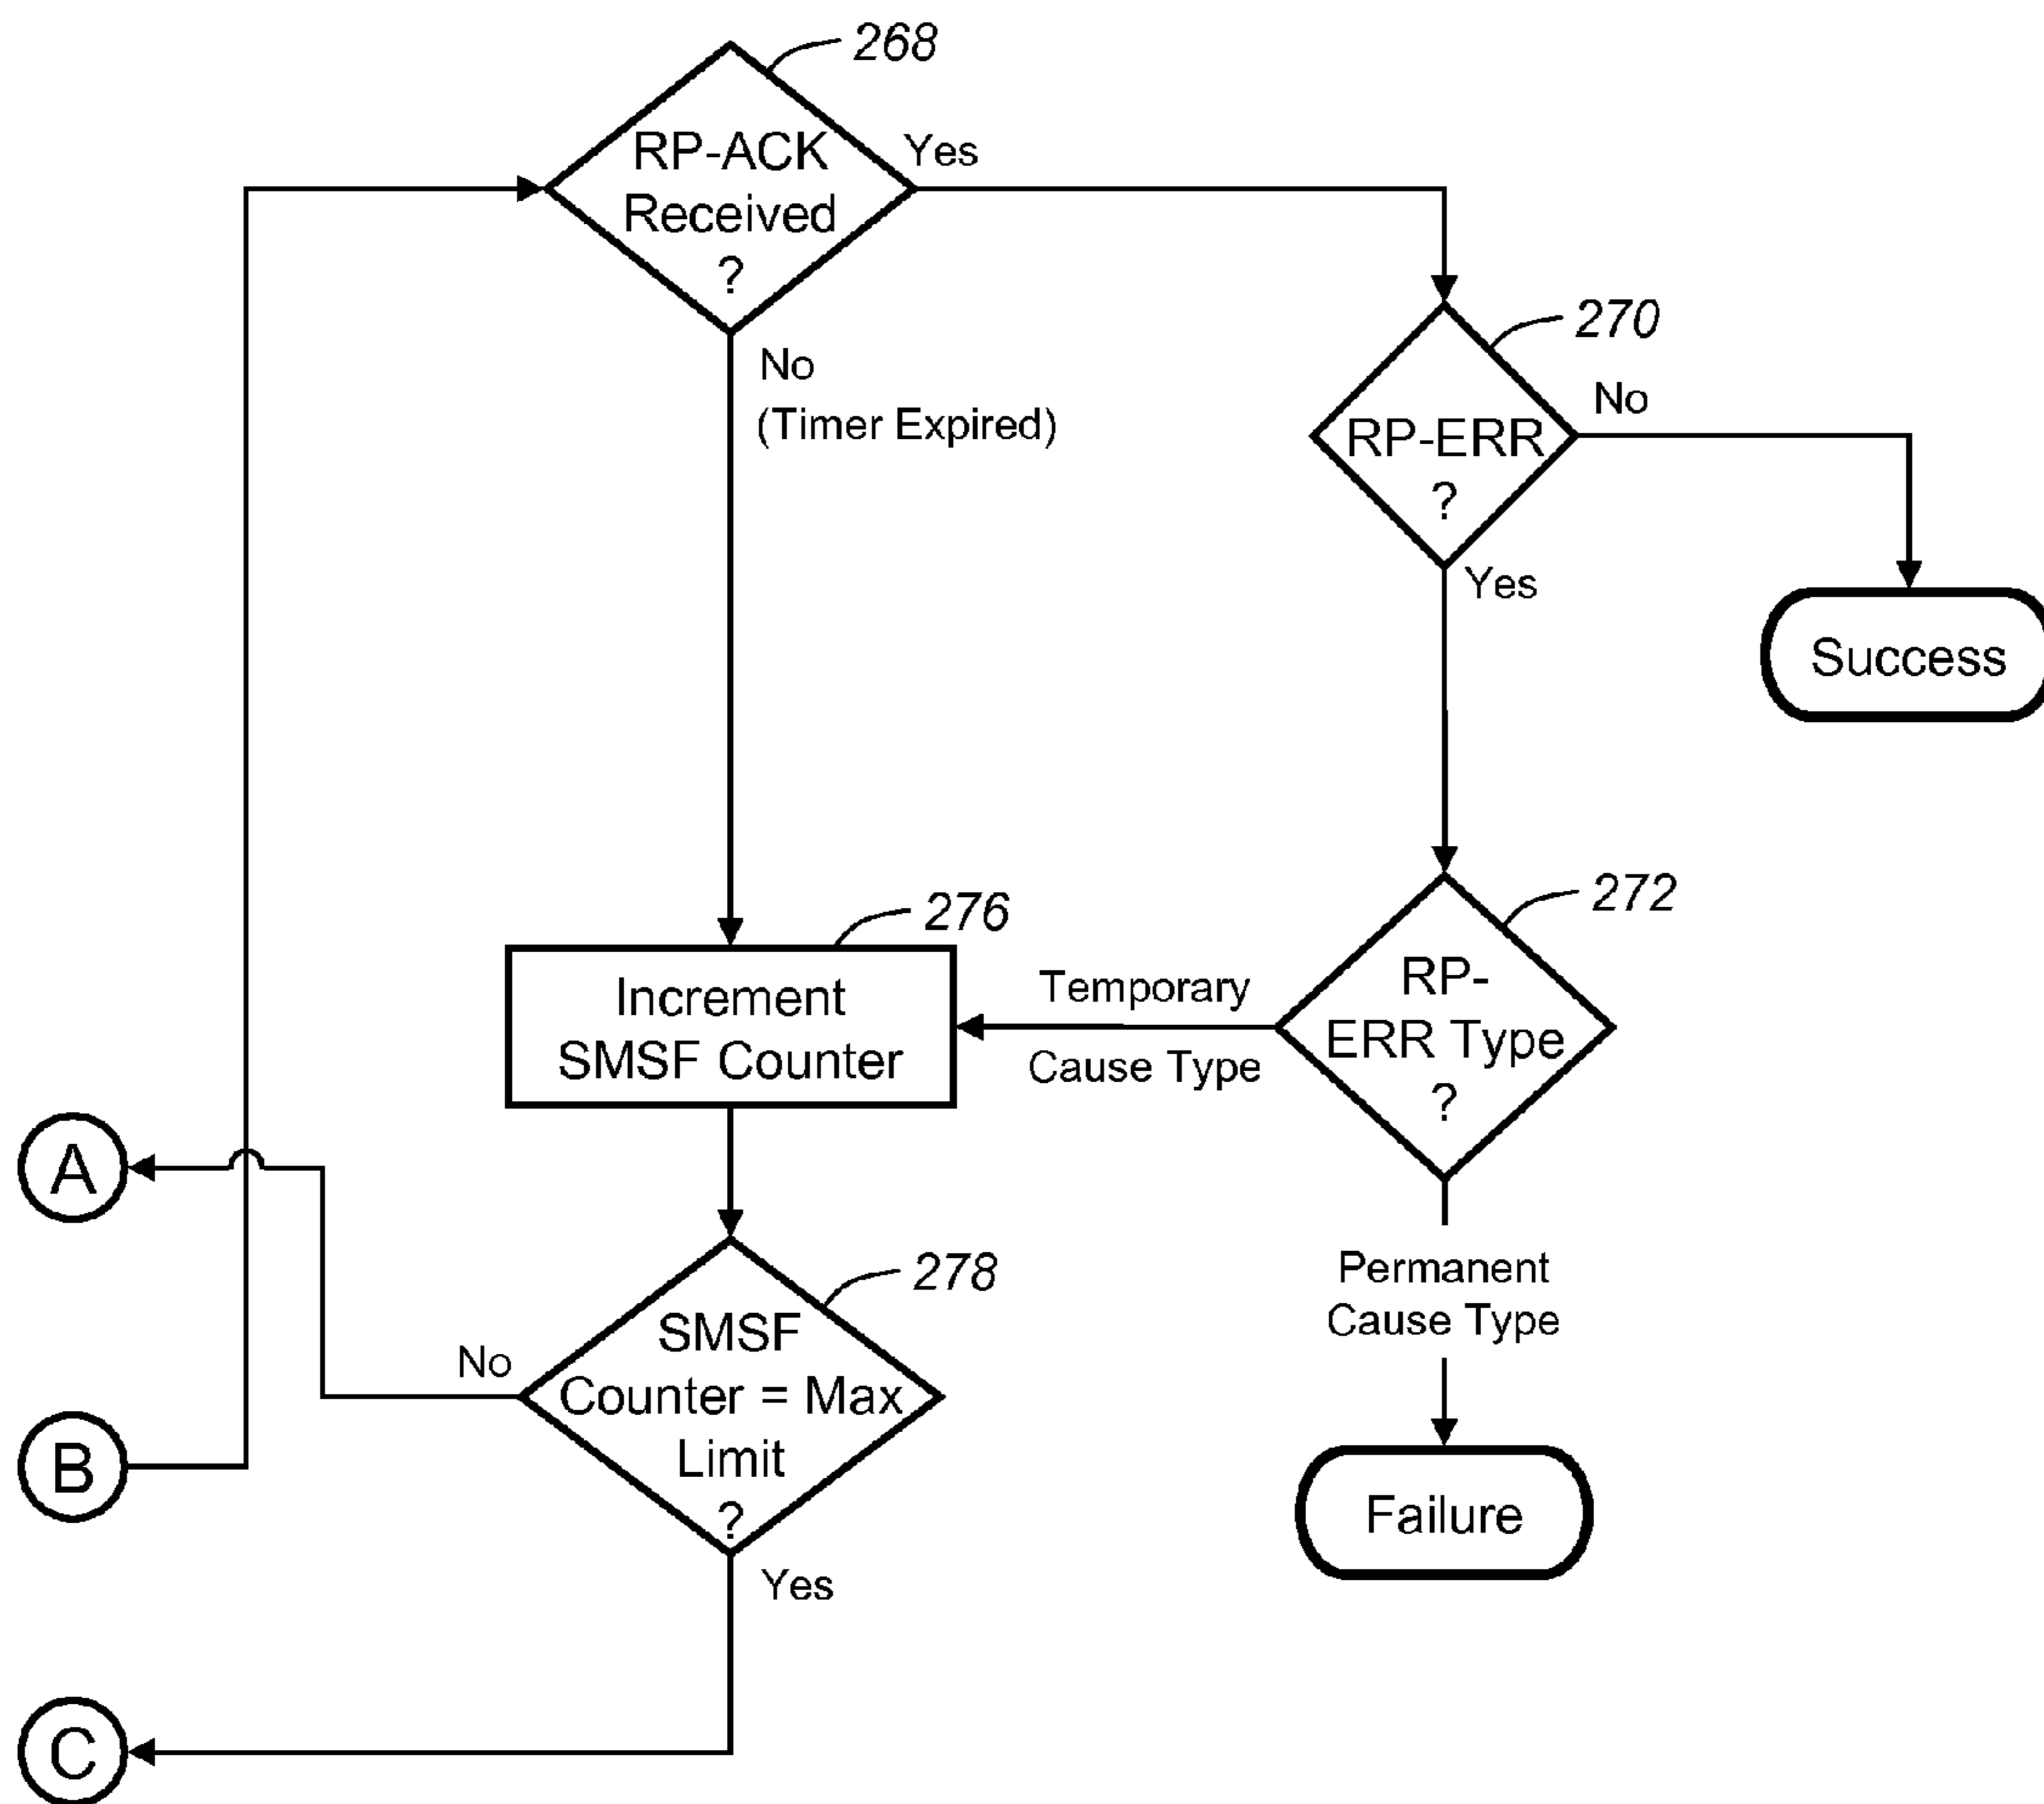 268
RP-ACK
Received
?
Yes
No
(Timer Expired)
270
RP-ERR
?
No
Yes
Success
272
RP-
ERR Type
?
Temporary
Cause Type
276
Increment
SMSF Counter
A
278
SMSF
Counter = Max
Limit
?
No
Yes
Permanent
Cause Type
Failure
B
C